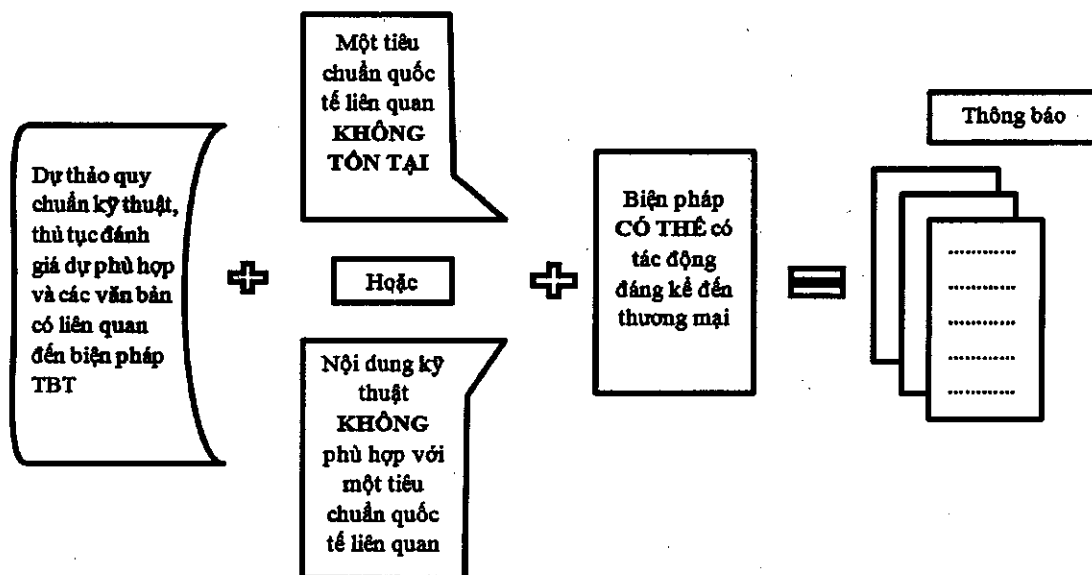 Dự thảo quy
chuẩn kỹ thuật,
thủ tục đánh
giá dự phù hợp
và các văn bản
có liên quan
đến biện pháp
TBT
Một tiêu
chuẩn quốc
tế liên quan
KHÔNG
TỒN TẠI
Hoặc
Nội dung kỹ
thuật
KHÔNG
phù hợp với
một tiêu
chuẩn quốc
tế liên quan
Biện pháp
CÓ THỂ có
tác động
đáng kể đến
thương mại
Thông báo